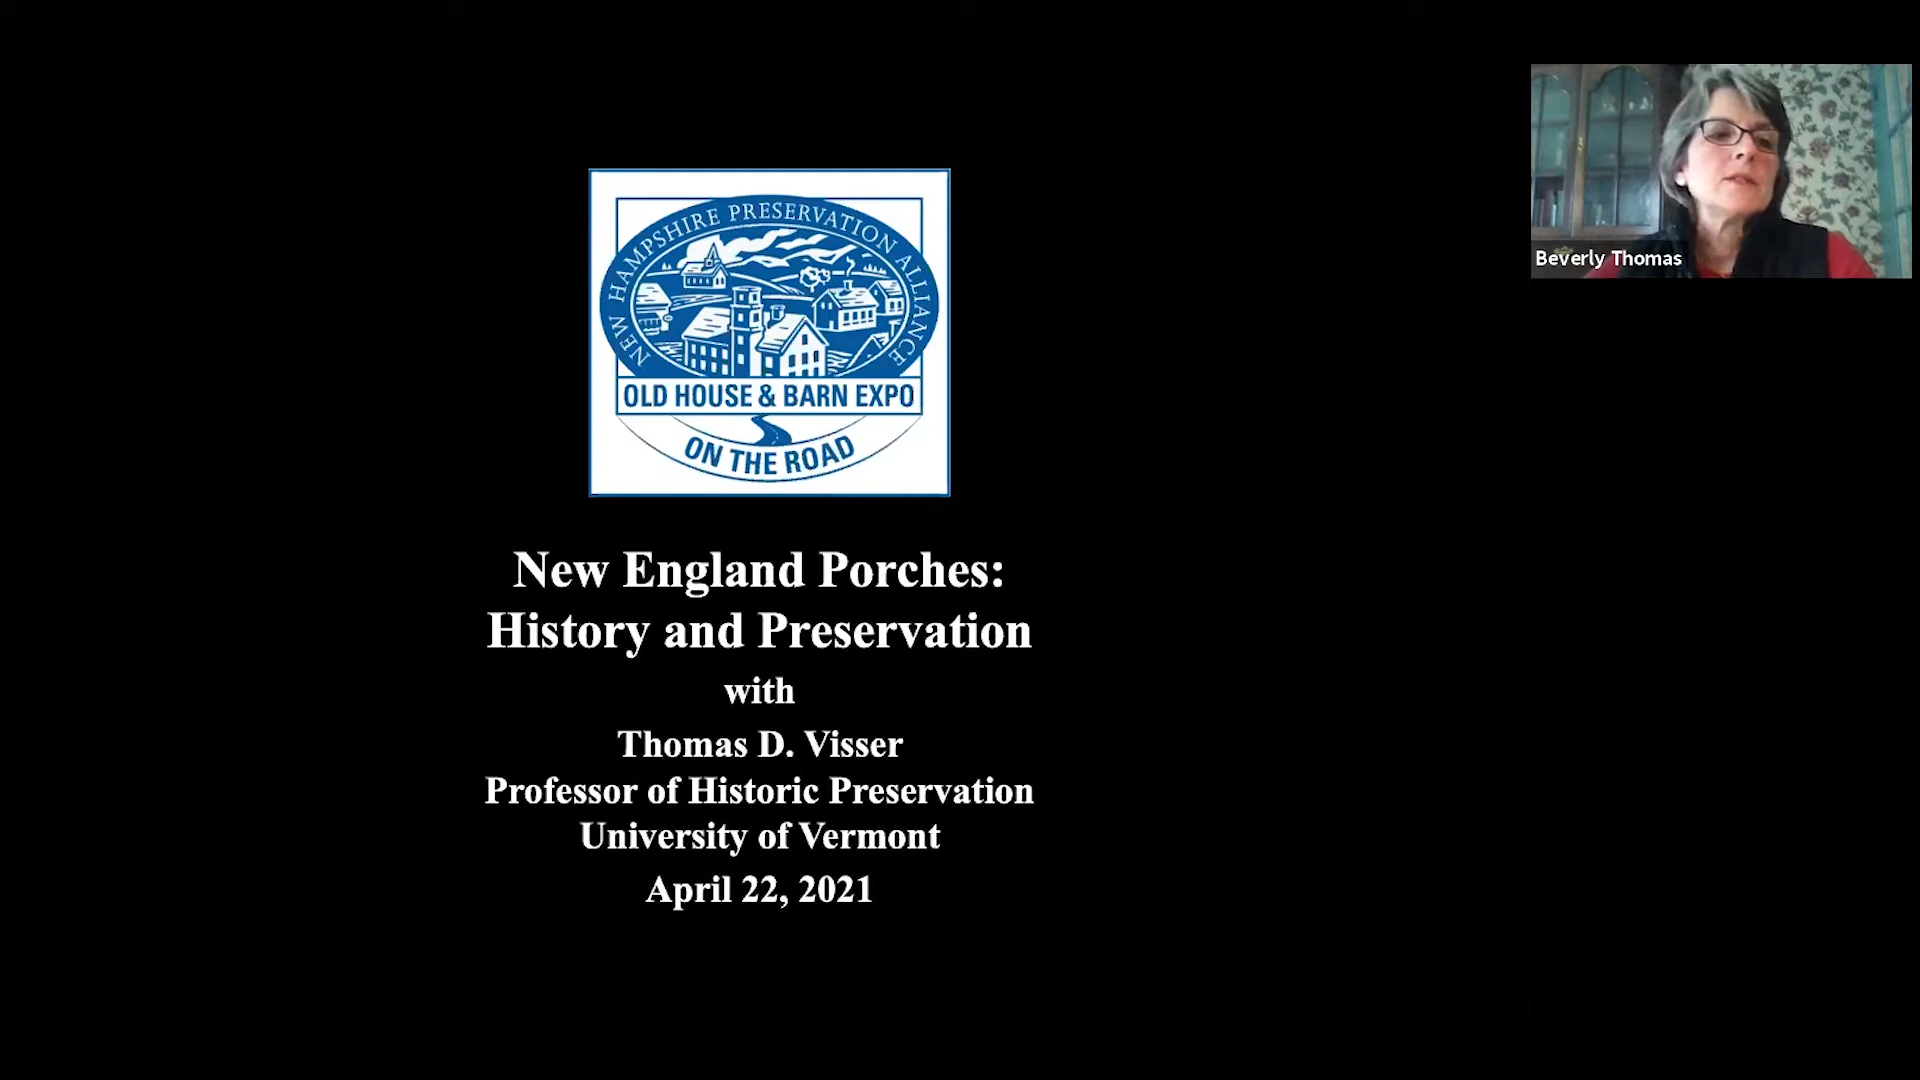 NEW HAMPSHIRE PRESERVATION ALLIANCE
OLD HOUSE & BARN EXPO
ON THE ROAD
New England Porches:
History and Preservation
with
Thomas D. Visser
Professor of Historic Preservation
University of Vermont
April 22, 2021
Beverly Thomas